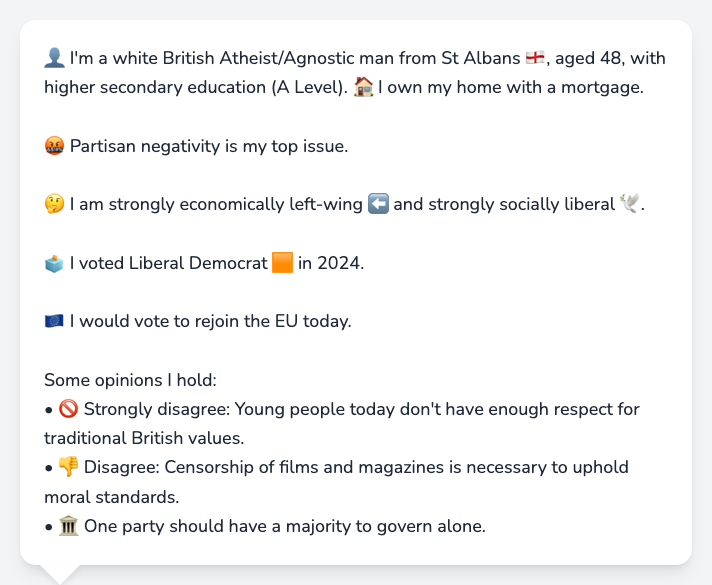 👤 I'm a white British Atheist/Agnostic man from St Albans 🏴󠁧󠁢󠁥󠁮󠁧󠁿, aged 48, with
higher secondary education (A Level). 🏠 I own my home with a mortgage.
🤬 Partisan negativity is my top issue.
🤔 I am strongly economically left-wing ⬅️ and strongly socially liberal 🕊️.
🗳️ I voted Liberal Democrat 🟧 in 2024.
🇪🇺 I would vote to rejoin the EU today.
Some opinions I hold:
• 🚫 Strongly disagree: Young people today don't have enough respect for
traditional British values.
• 👎 Disagree: Censorship of films and magazines is necessary to uphold
moral standards.
• 🏛️ One party should have a majority to govern alone.